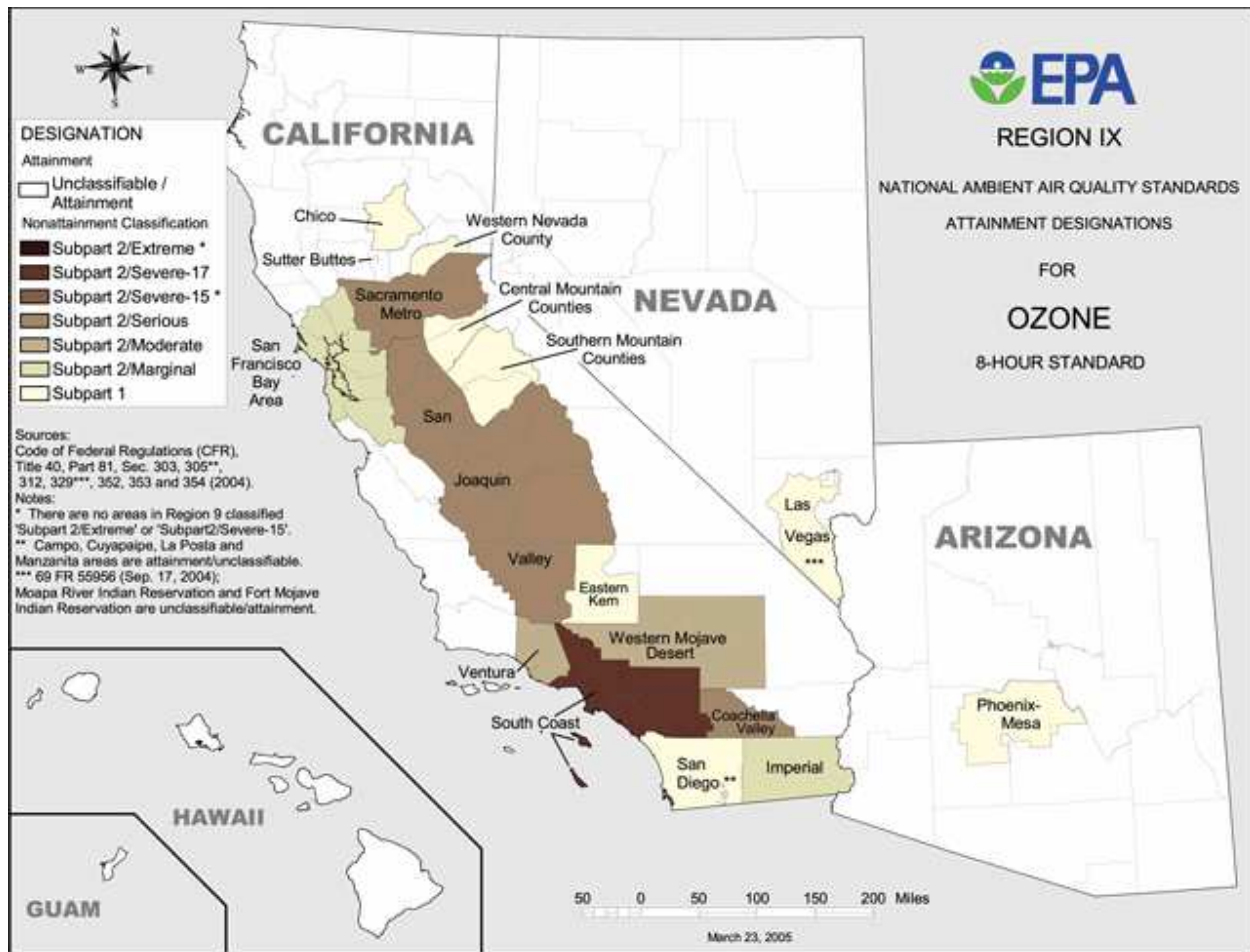 N
W
E
S
EPA
REGION IX
NATIONAL AMBIENT AIR QUALITY STANDARDS
ATTAINMENT DESIGNATIONS
FOR
OZONE
8-HOUR STANDARD
DESIGNATION
Attainment
Unclassifiable /
Attainment
Nonattainment Classification
Subpart 2/Extreme *
Subpart 2/Severe-17
Subpart 2/Severe-15 *
Subpart 2/Serious
Subpart 2/Moderate
Subpart 2/Marginal
Subpart 1
Sources:
Code of Federal Regulations (CFR),
Title 40, Part 81, Sec. 303, 305**,
312, 329***, 352, 353 and 354 (2004).
Notes:
* There are no areas in Region 9 classified
'Subpart 2/Extreme' or 'Subpart2/Severe-15'.
** Campo, Cuyapaipe, La Posta and
Manzanita areas are attainment/unclassifiable.
*** 69 FR 55956 (Sep. 17, 2004);
Moapa River Indian Reservation and Fort Mojave
Indian Reservation are unclassifiable/attainment.
CALIFORNIA
Chico
Western Nevada
County
Sutter Buttes
Sacramento
Metro
Central Mountain
Counties
NEVADA
Southern Mountain
Counties
San
Francisco
Bay
Area
San
Joaquin
Valley
Las
Vegas
***
ARIZONA
Eastern
Kern
Western Mojave
Desert
Ventura
South Coast
Coachella
Valley
Phoenix-
Mesa
San
Diego **
Imperial
HAWAII
GUAM
50 0 50 100 150 200 Miles
March 23, 2005